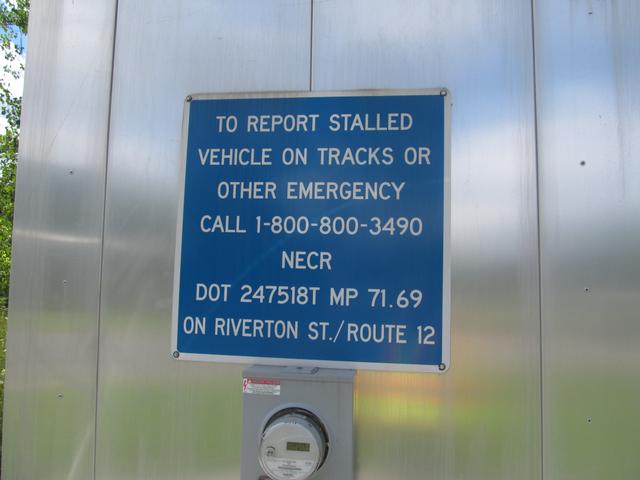 TO REPORT STALLED
VEHICLE ON TRACKS OR
OTHER EMERGENCY
CALL 1-800-800-3490
NECR
DOT 247518T MP 71.69
ON RIVERTON ST./ROUTE 12